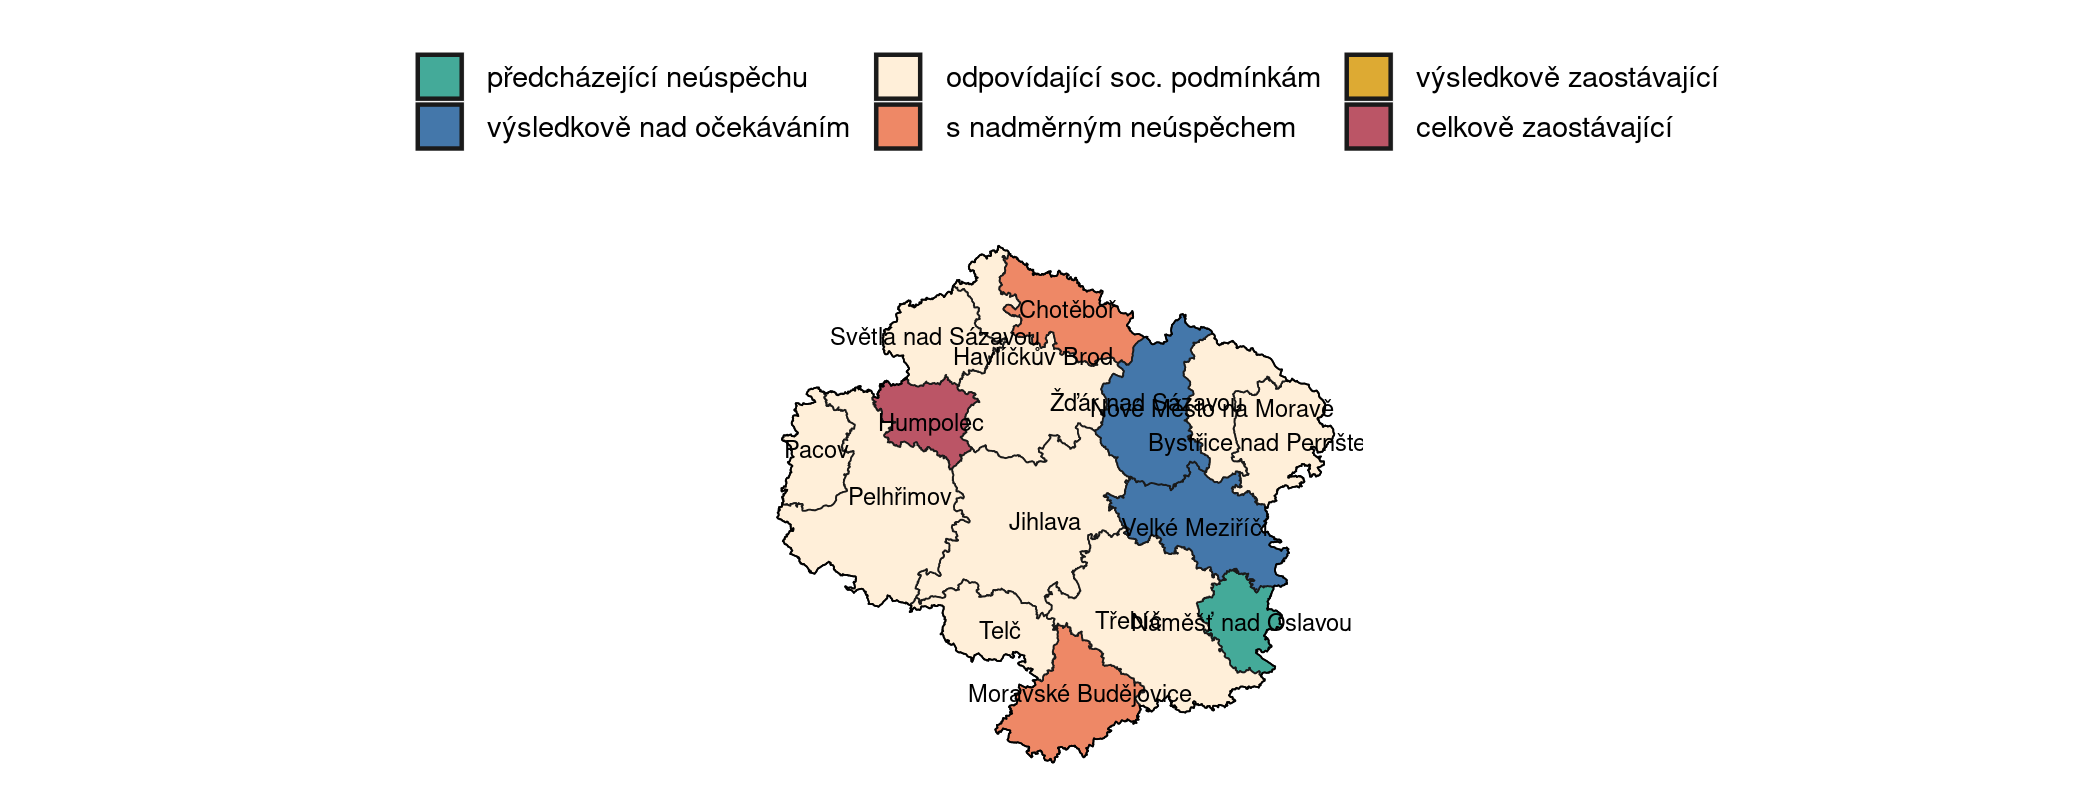 předcházející neúspěchu
odpovídající soc. podmínkám
výsledkově zaostávající
výsledkově nad očekáváním
s nadměrným neúspěchem
celkově zaostávající
Chotěboř
Světlá nad Sázavou
Havlíčkův Brod
Žďár nad Sázavou
Nové Město na Moravě
Humpolec
Bystřice nad Pernšte
Pacov
Pelhřimov
Jihlava
Velké Meziříčí
Třebíč
Náměšť nad Oslavou
Telč
Moravské Budějovice